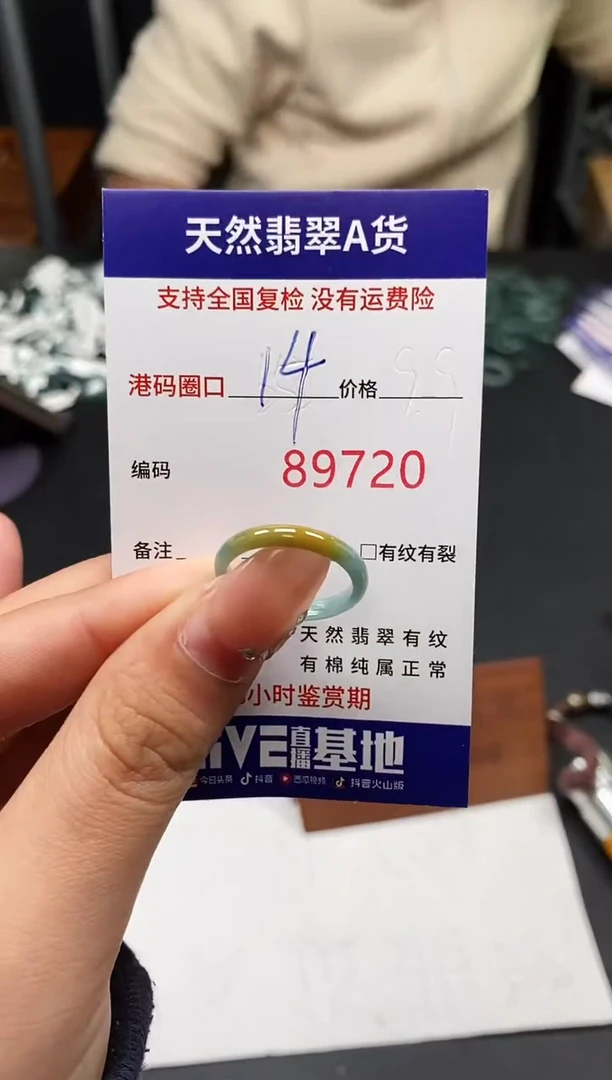 天然翡翠A货
支持全国复检 没有运费险
港码圈口 14 价格
编码 89720
备注 □有纹有裂
天然翡翠有纹
有棉纯属正常
小时鉴赏期
IVE直播基地
今日头条 抖音 西瓜视频 抖音火山版